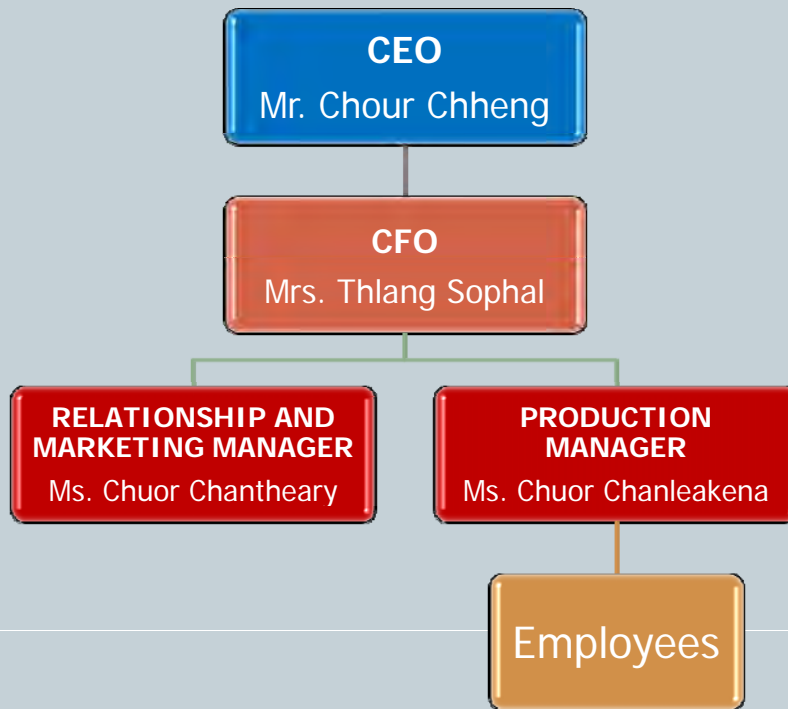 CEO
Mr. Chour Chheng
CFO
Mrs. Thlang Sophal
RELATIONSHIP AND
MARKETING MANAGER
Ms. Chuor Chantheary
PRODUCTION
MANAGER
Ms. Chuor Chanleakena
Employees